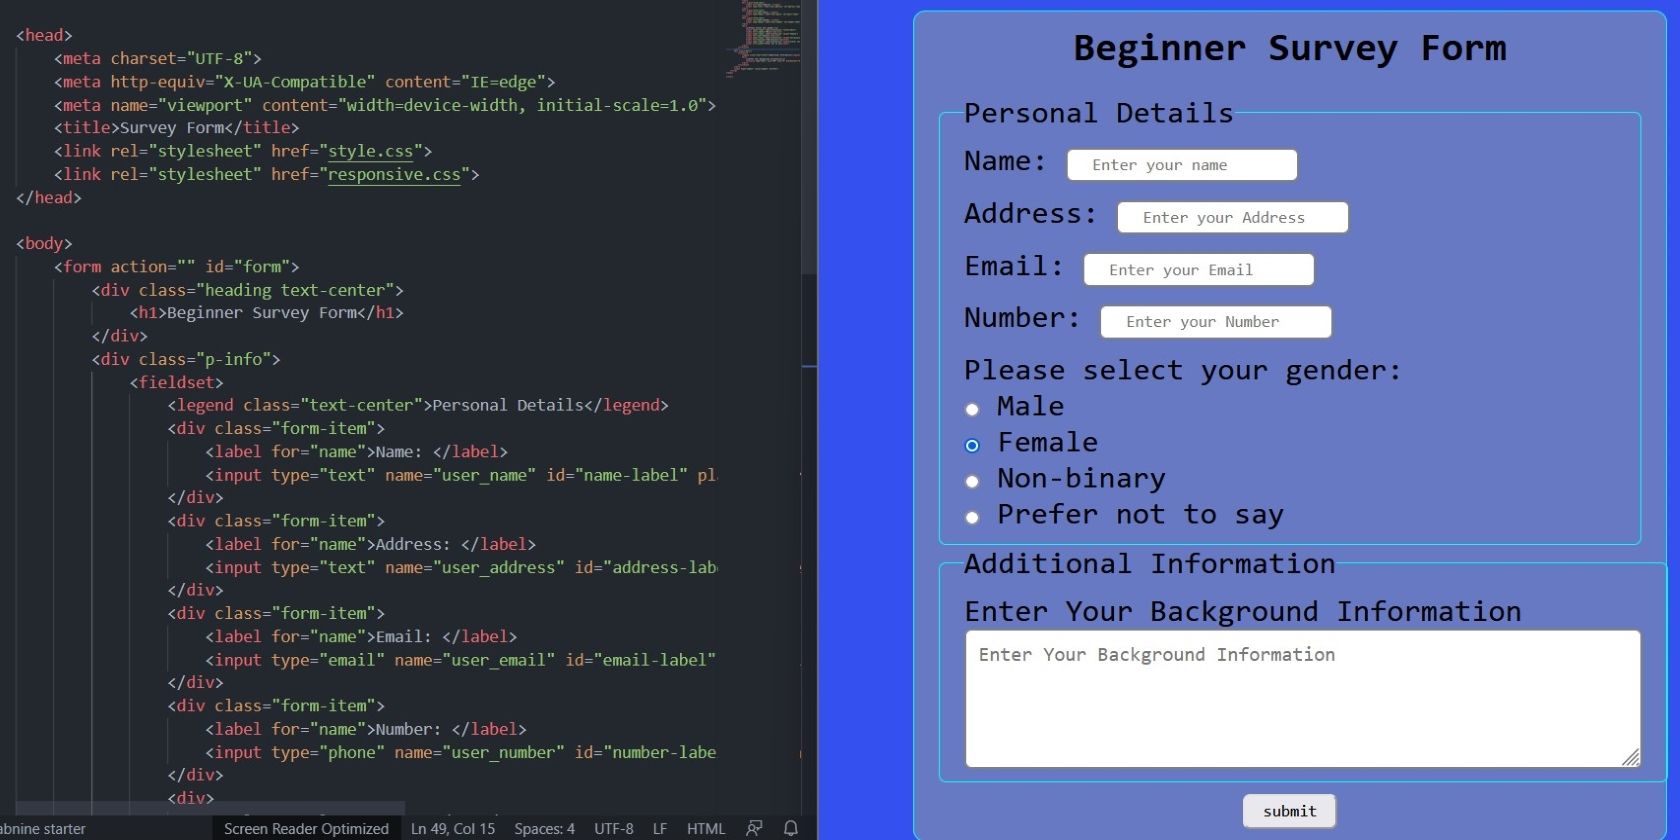 <head>
<meta charset="UTF-8">
<meta http-equiv="X-UA-Compatible" content="IE=edge">
<meta name="viewport" content="width=device-width, initial-scale=1.0">
<title>Survey Form</title>
<link rel="stylesheet" href="style.css">
<link rel="stylesheet" href="responsive.css">
</head>
<body>
<form action="" id="form">
<div class="heading text-center">
<h1>Beginner Survey Form</h1>
</div>
<div class="p-info">
<fieldset>
<legend class="text-center">Personal Details</legend>
<div class="form-item">
<label for="name">Name: </label>
<input type="text" name="user_name" id="name-label" pl
</div>
<div class="form-item">
<label for="name">Address: </label>
<input type="text" name="user_address" id="address-lab
</div>
<div class="form-item">
<label for="name">Email: </label>
<input type="email" name="user_email" id="email-label"
</div>
<div class="form-item">
<label for="name">Number: </label>
<input type="phone" name="user_number" id="number-labe
</div>
<div>
abnine starter Screen Reader Optimized Ln 49, Col 15 Spaces: 4 UTF-8 LF HTML
Beginner Survey Form
Personal Details
Name: Enter your name
Address: Enter your Address
Email: Enter your Email
Number: Enter your Number
Please select your gender:
Male
Female
Non-binary
Prefer not to say
Additional Information
Enter Your Background Information
Enter Your Background Information
submit